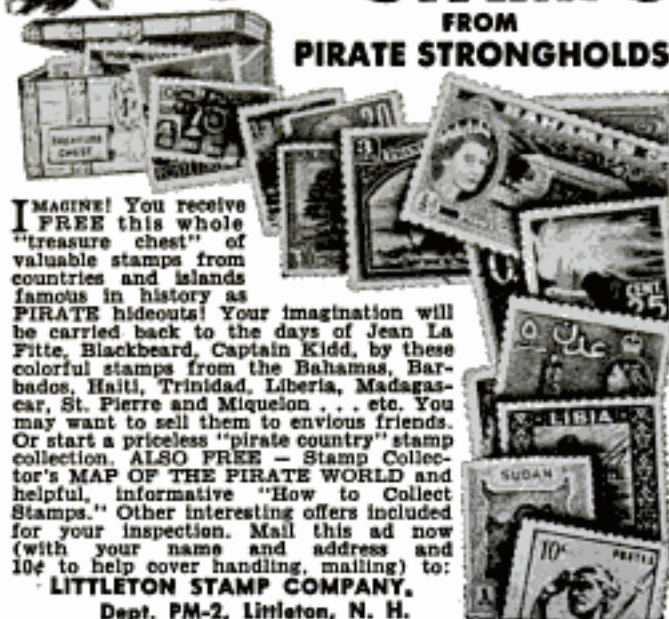 FROM
PIRATE STRONGHOLDS
TREASURE
CHEST
IMAGINE! You receive
FREE this whole
"treasure chest" of
valuable stamps from
countries and islands
famous in history as
PIRATE hideouts! Your imagination will
be carried back to the days of Jean La
Fitte, Blackbeard, Captain Kidd, by these
colorful stamps from the Bahamas, Bar-
bados, Haiti, Trinidad, Liberia, Madagas-
car, St. Pierre and Miquelon . . . etc. You
may want to sell them to envious friends.
Or start a priceless "pirate country" stamp
collection. ALSO FREE — Stamp Collec-
tor's MAP OF THE PIRATE WORLD and
helpful, informative "How to Collect
Stamps." Other interesting offers included
for your inspection. Mail this ad now
(with your name and address and
10¢ to help cover handling, mailing) to:
LITTLETON STAMP COMPANY,
Dept. PM-2, Littleton, N. H.
LIBIA
SUDAN
10c
POSTES